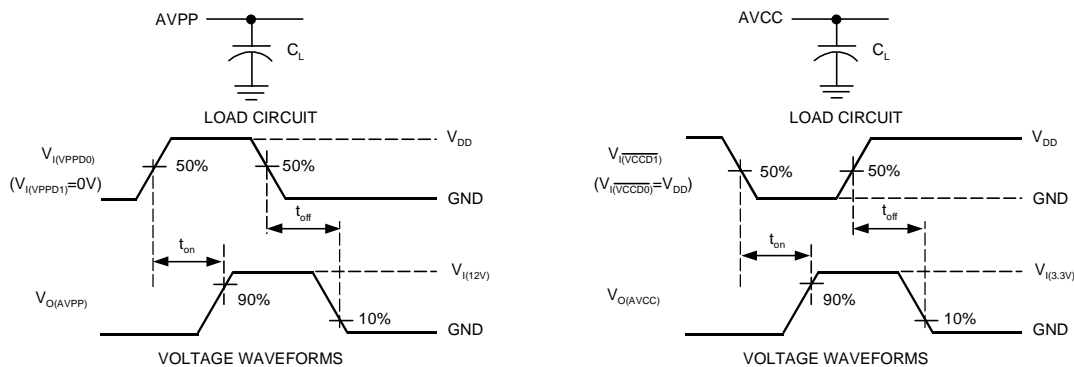 AVPP
C_L
LOAD CIRCUIT
V_DD
V_I(VPPD0)
(V_I(VPPD1)=0V)
50%
50%
GND
t_off
t_on
V_I(12V)
V_O(AVPP)
90%
10%
GND
VOLTAGE WAVEFORMS
AVCC
C_L
LOAD CIRCUIT
V_DD
V_I(V̅C̅C̅D̅1̅)
(V_I(V̅C̅C̅D̅0̅)=V_DD)
50%
50%
GND
t_off
t_on
V_I(3.3V)
V_O(AVCC)
90%
10%
GND
VOLTAGE WAVEFORMS